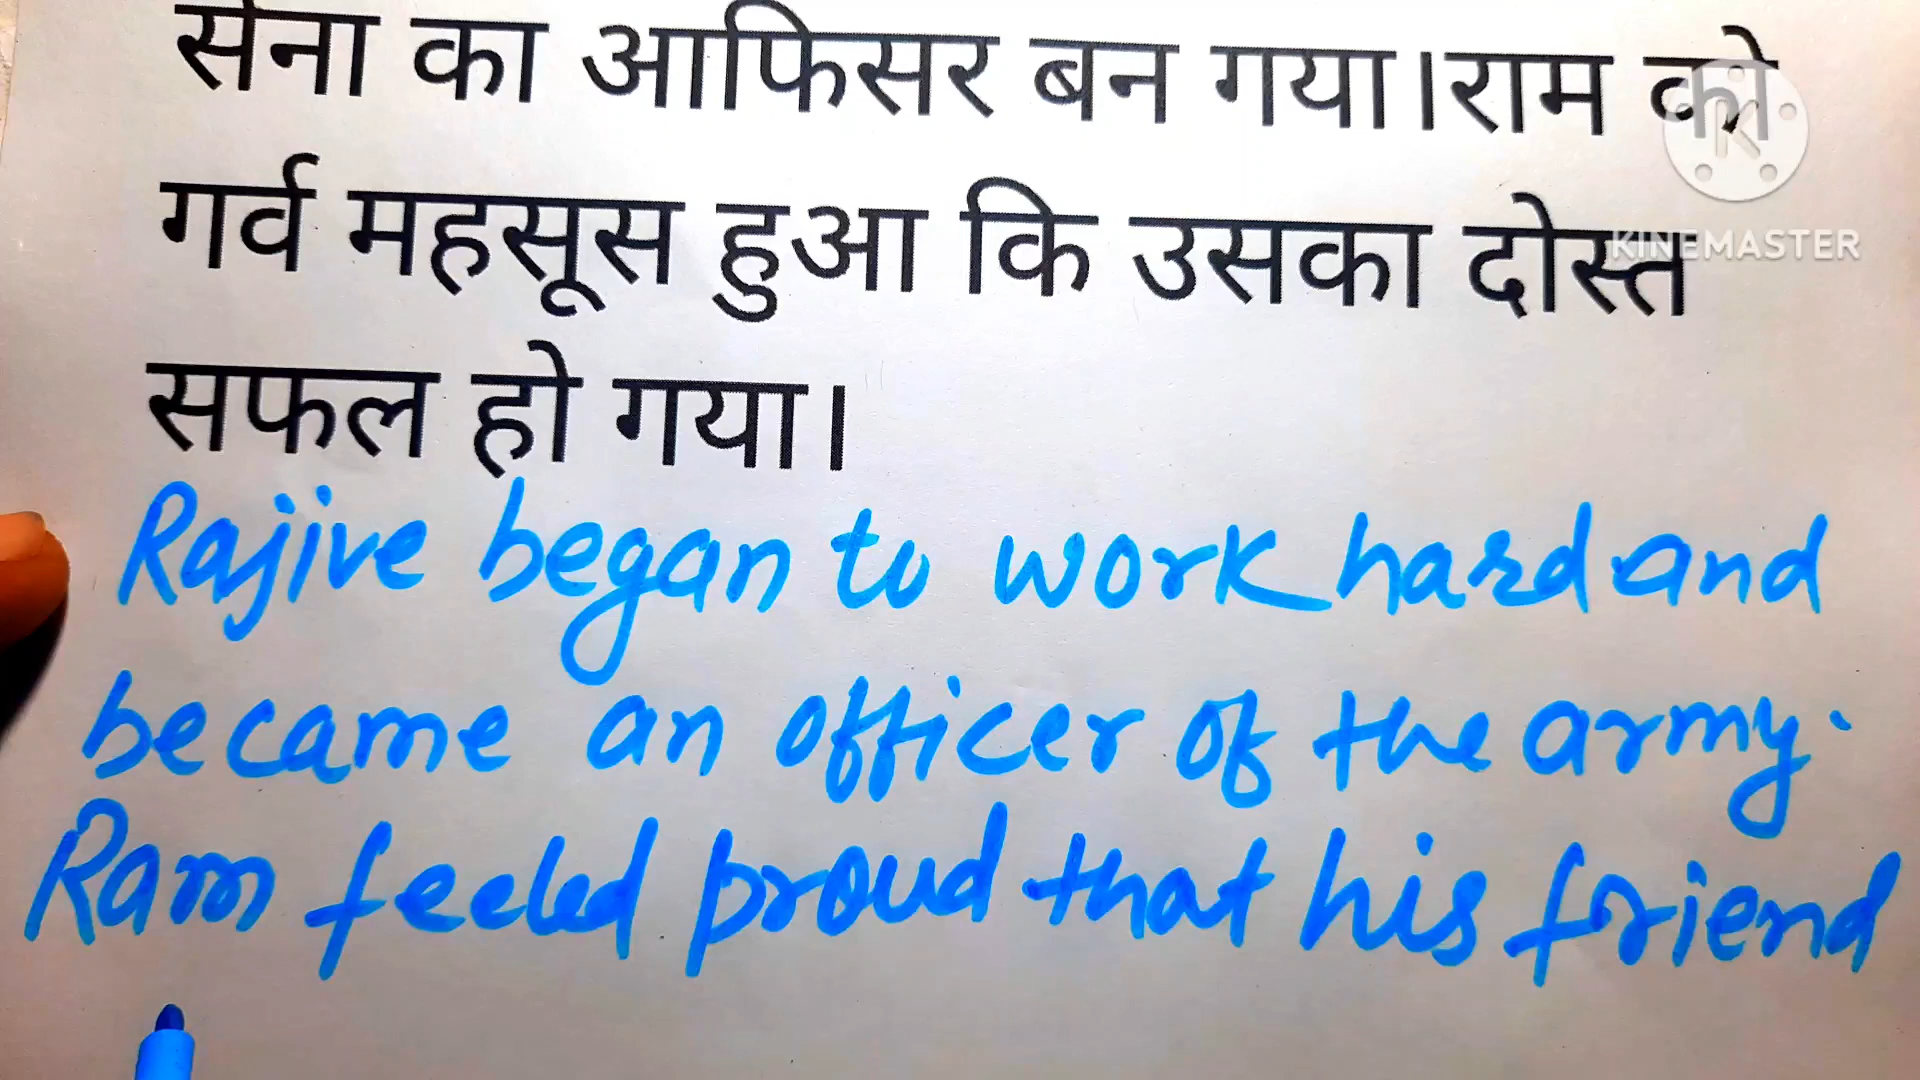 सेना का आफिसर बन गया।राम को
गर्व महसूस हुआ कि उसका दोस्त
KINEMASTER
सफल हो गया।
Rajive began to work hard and
became an officer of the army.
Ram feeled proud that his friend